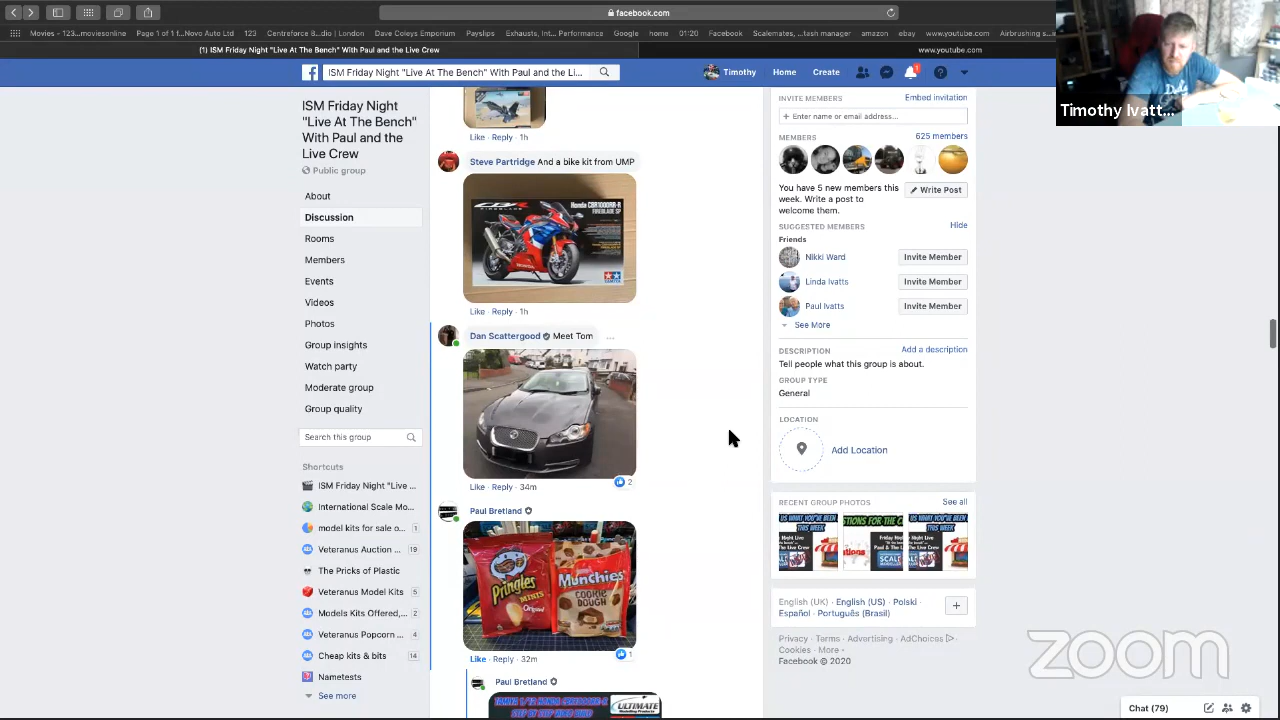 facebook.com
Movies - 123...moviesonline
Page 1 of 1
Novo Auto Ltd
Dance Centreforce B...dio | London
Dave Coleys Emporium
Payslips
Exhausts, Int... Performance
Google
home
01:20
Facebook
Scalemates, ...tesh manager
amazon
ebay
www.youtube.com
Airbrushing s
(1) ISM Friday Night "Live At The Bench" With Paul and the Live Crew
www.youtube.com
ISM Friday Night "Live At The Bench" With Paul and the Li...
Timothy
Home
Create
1
Timothy Ivatt...
ISM Friday Night
"Live At The Bench"
With Paul and the
Live Crew
Public group
About
Discussion
Rooms
Members
Events
Videos
Photos
Group insights
Watch party
Moderate group
Group quality
Search this group
Shortcuts
ISM Friday Night "Live ...
International Scale Mo...
model kits for sale o... 1
Veteranus Auction ... 19
The Pricks of Plastic
Veteranus Model Kits 5
Models Kits Offered,... 2
Veteranus Popcorn ... 4
Cheap kits & bits 14
Nametests
See more
Like · Reply · 1h
Steve Partridge And a bike kit from UMP
Honda CBR1000RR-R
FIREBLADE SP
TAMIYA
Like · Reply · 1h
Dan Scattergood Meet Tom
Like · Reply · 34m
2
Paul Bretland
Pringles
MINIS
Original
Munchies
COOKIE
DOUGH
Like · Reply · 32m
1
Paul Bretland
ULTIMATE
INVITE MEMBERS
Embed invitation
+ Enter name or email address...
MEMBERS
625 members
You have 5 new members this
week. Write a post to
welcome them.
Write Post
SUGGESTED MEMBERS
Hide
Friends
Nikki Ward
Invite Member
Linda Ivatts
Invite Member
Paul Ivatts
Invite Member
See More
DESCRIPTION
Add a description
Tell people what this group is about.
GROUP TYPE
General
LOCATION
Add Location
RECENT GROUP PHOTOS
See all
English (UK) · English (US) · Polski ·
Español · Português (Brasil)
Privacy · Terms · Advertising · AdChoices
Cookies · More
Facebook © 2020
zoom
Chat (79)